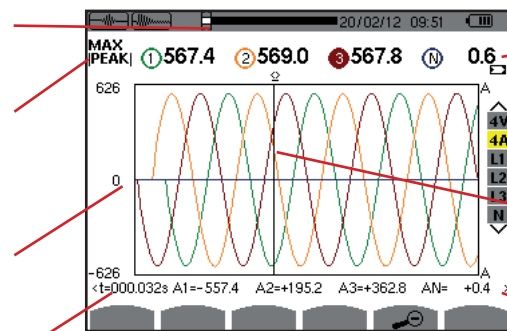 20/02/12 09:51
MAX
|PEAK| 1 567.4 2 569.0 3 567.8 N 0.6
626 A
4V
4A
L1
0 L2
L3
N
-626 A
<t=000.032s A1=-557.4 A2=+195.2 A3=+362.8 AN= +0.4 >